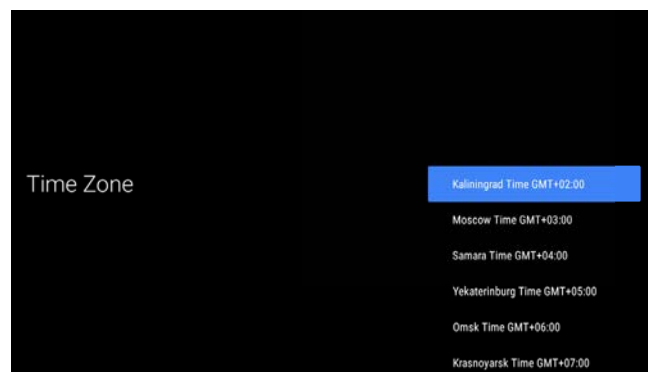 Time Zone
Kaliningrad Time GMT+02:00
Moscow Time GMT+03:00
Samara Time GMT+04:00
Yekaterinburg Time GMT+05:00
Omsk Time GMT+06:00
Krasnoyarsk Time GMT+07:00